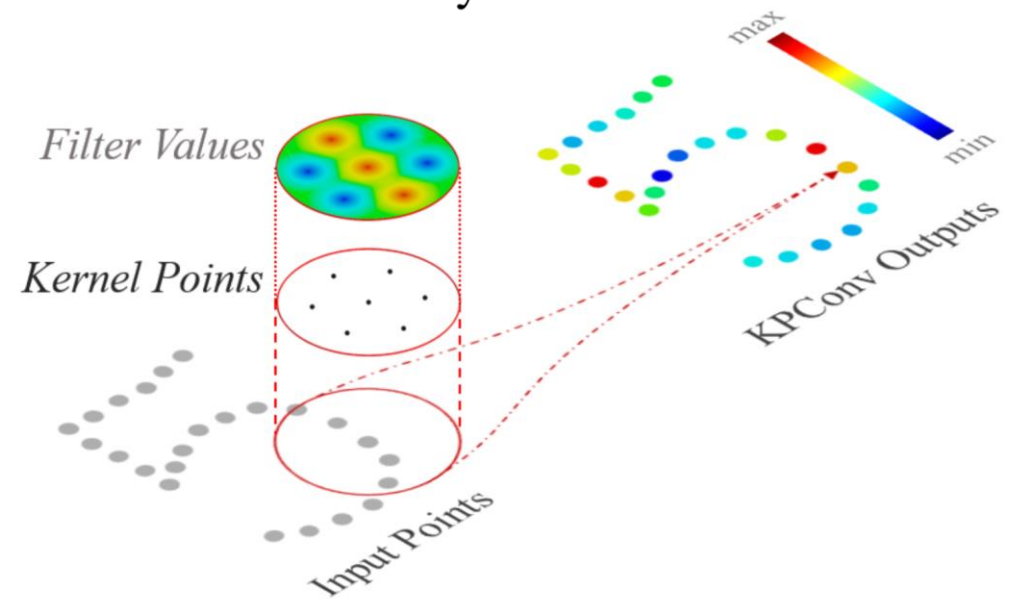 max
min
Filter Values
Kernel Points
KPConv Outputs
Input Points